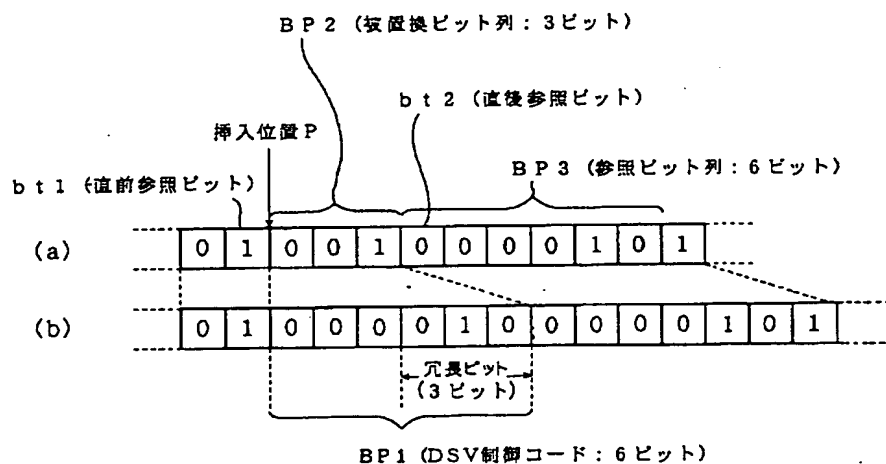 BP2 (被置換ビット列：3ビット)
bt2 (直後参照ビット)
挿入位置P
BP3 (参照ビット列：6ビット)
bt1 (直前参照ビット)
(a) 0 1 0 0 1 0 0 0 0 1 0 1
(b) 0 1 0 0 0 0 1 0 0 0 0 0 1 0 1
冗長ビット
(3ビット)
BP1 (DSV制御コード：6ビット)